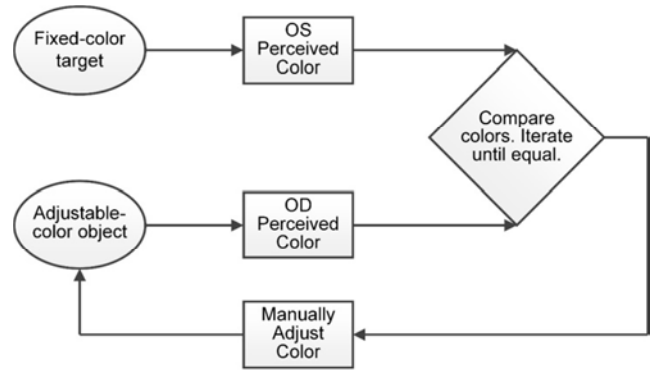 Fixed-color
target
OS
Perceived
Color
Compare
colors. Iterate
until equal.
Adjustable-
color object
OD
Perceived
Color
Manually
Adjust
Color